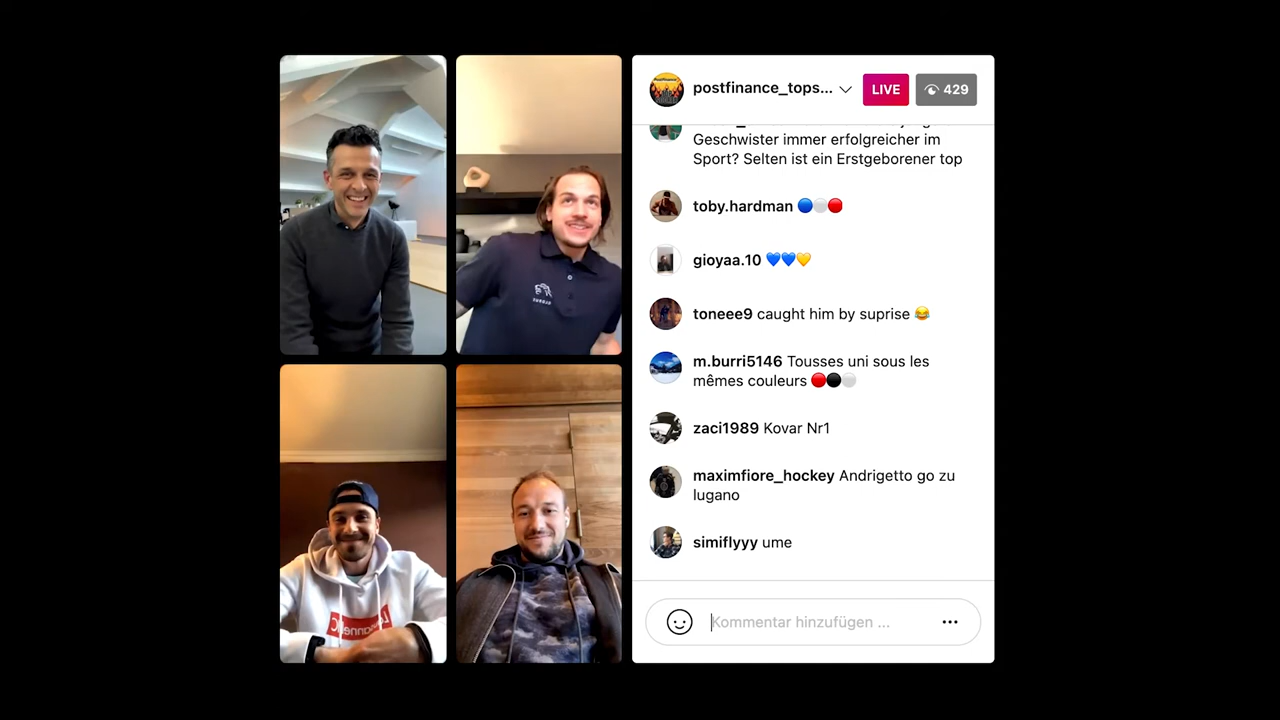 postfinance_tops...
LIVE
429
Geschwister immer erfolgreicher im
Sport? Selten ist ein Erstgeborener top
toby.hardman 🔵⚪🔴
gioyaa.10 💙💙💛
toneee9 caught him by suprise 😂
m.burri5146 Tousses uni sous les
mêmes couleurs 🔴⚫⚪
zaci1989 Kovar Nr1
maximfiore_hockey Andrigetto go zu
lugano
simiflyyy ume
Kommentar hinzufügen ...